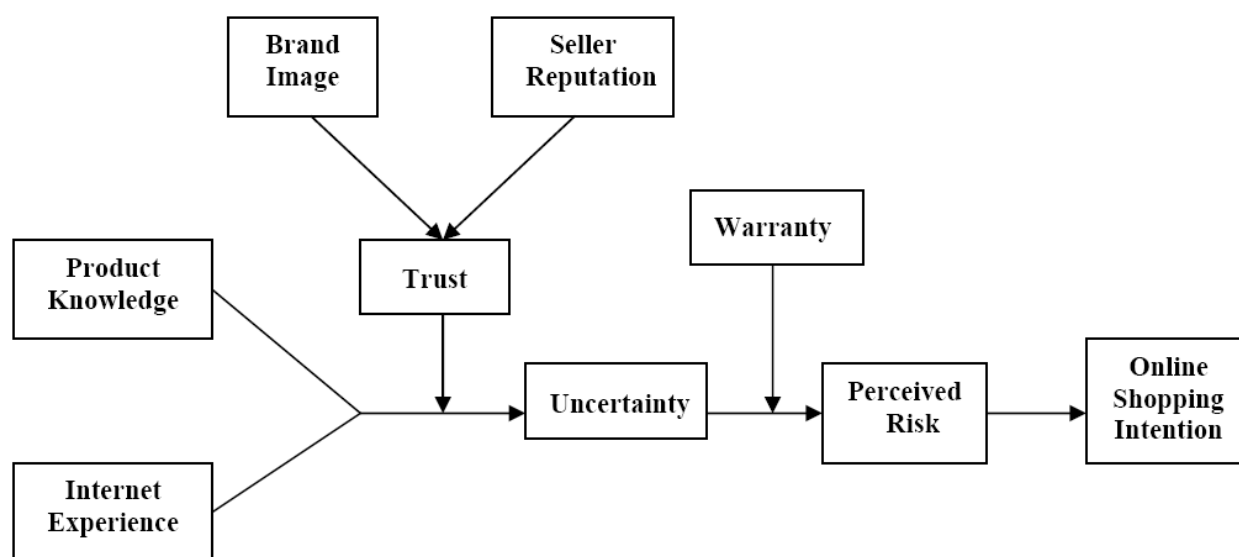 Brand
Image
Seller
Reputation
Warranty
Product
Knowledge
Trust
Uncertainty
Perceived
Risk
Online
Shopping
Intention
Internet
Experience